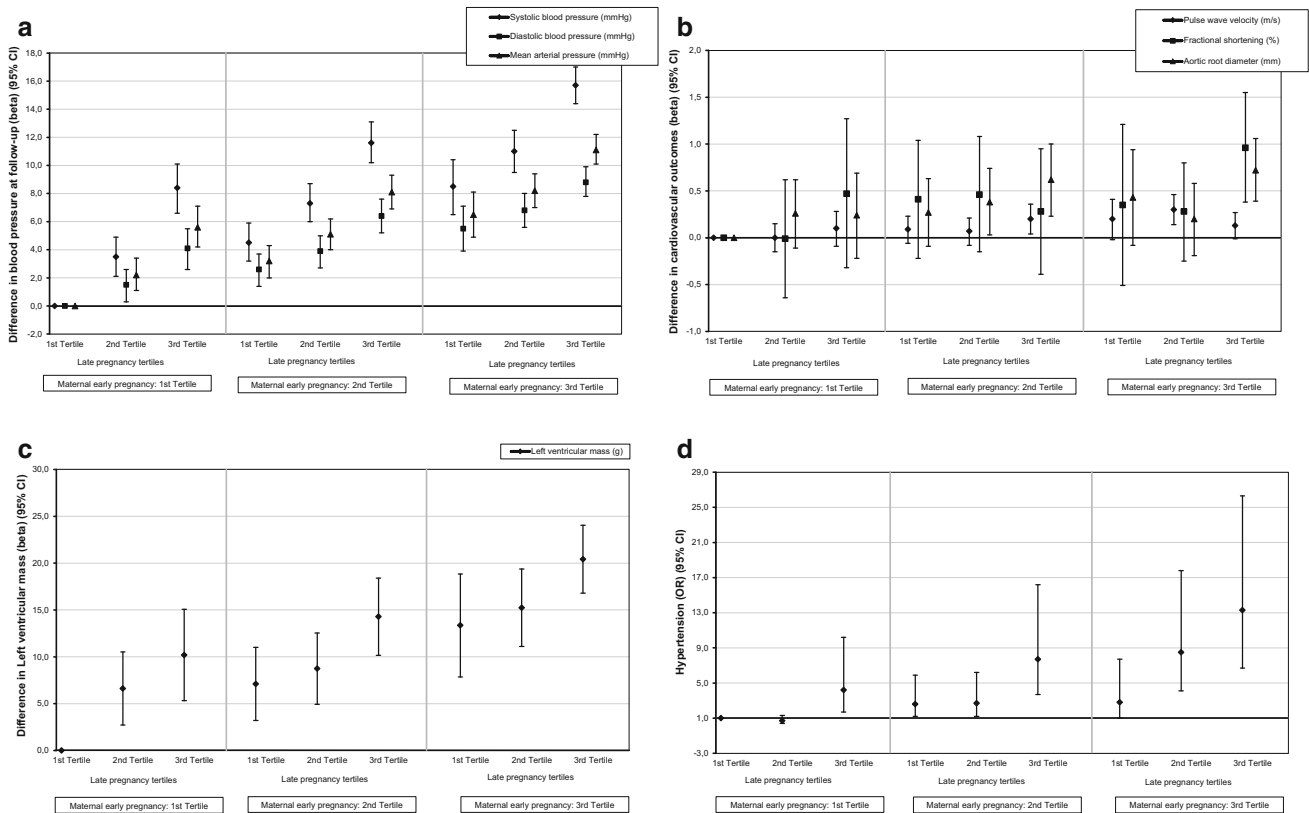 a
Systolic blood pressure (mmHg)
Diastolic blood pressure (mmHg)
Mean arterial pressure (mmHg)
Difference in blood pressure at follow-up (beta) (95% CI)
18,0
16,0
14,0
12,0
10,0
8,0
6,0
4,0
2,0
0,0
-2,0
1st Tertile 2nd Tertile 3rd Tertile 1st Tertile 2nd Tertile 3rd Tertile 1st Tertile 2nd Tertile 3rd Tertile
Late pregnancy tertiles Late pregnancy tertiles Late pregnancy tertiles
Maternal early pregnancy: 1st Tertile Maternal early pregnancy: 2nd Tertile Maternal early pregnancy: 3rd Tertile
b
Pulse wave velocity (m/s)
Fractional shortening (%)
Aortic root diameter (mm)
Difference in cardiovascular outcomes (beta) (95% CI)
2,0
1,5
1,0
0,5
0,0
-0,5
-1,0
1st Tertile 2nd Tertile 3rd Tertile 1st Tertile 2nd Tertile 3rd Tertile 1st Tertile 2nd Tertile 3rd Tertile
Late pregnancy tertiles Late pregnancy tertiles Late pregnancy tertiles
Maternal early pregnancy: 1st Tertile Maternal early pregnancy: 2nd Tertile Maternal early pregnancy: 3rd Tertile
c
Left ventricular mass (g)
Difference in Left ventricular mass (beta) (95% CI)
30,0
25,0
20,0
15,0
10,0
5,0
0,0
1st Tertile 2nd Tertile 3rd Tertile 1st Tertile 2nd Tertile 3rd Tertile 1st Tertile 2nd Tertile 3rd Tertile
Late pregnancy tertiles Late pregnancy tertiles Late pregnancy tertiles
Maternal early pregnancy: 1st Tertile Maternal early pregnancy: 2nd Tertile Maternal early pregnancy: 3rd Tertile
d
Hypertension (OR) (95% CI)
29,0
25,0
21,0
17,0
13,0
9,0
5,0
1,0
-3,0
1st Tertile 2nd Tertile 3rd Tertile 1st Tertile 2nd Tertile 3rd Tertile 1st Tertile 2nd Tertile 3rd Tertile
Late pregnancy tertiles Late pregnancy tertiles Late pregnancy tertiles
Maternal early pregnancy: 1st Tertile Maternal early pregnancy: 2nd Tertile Maternal early pregnancy: 3rd Tertile